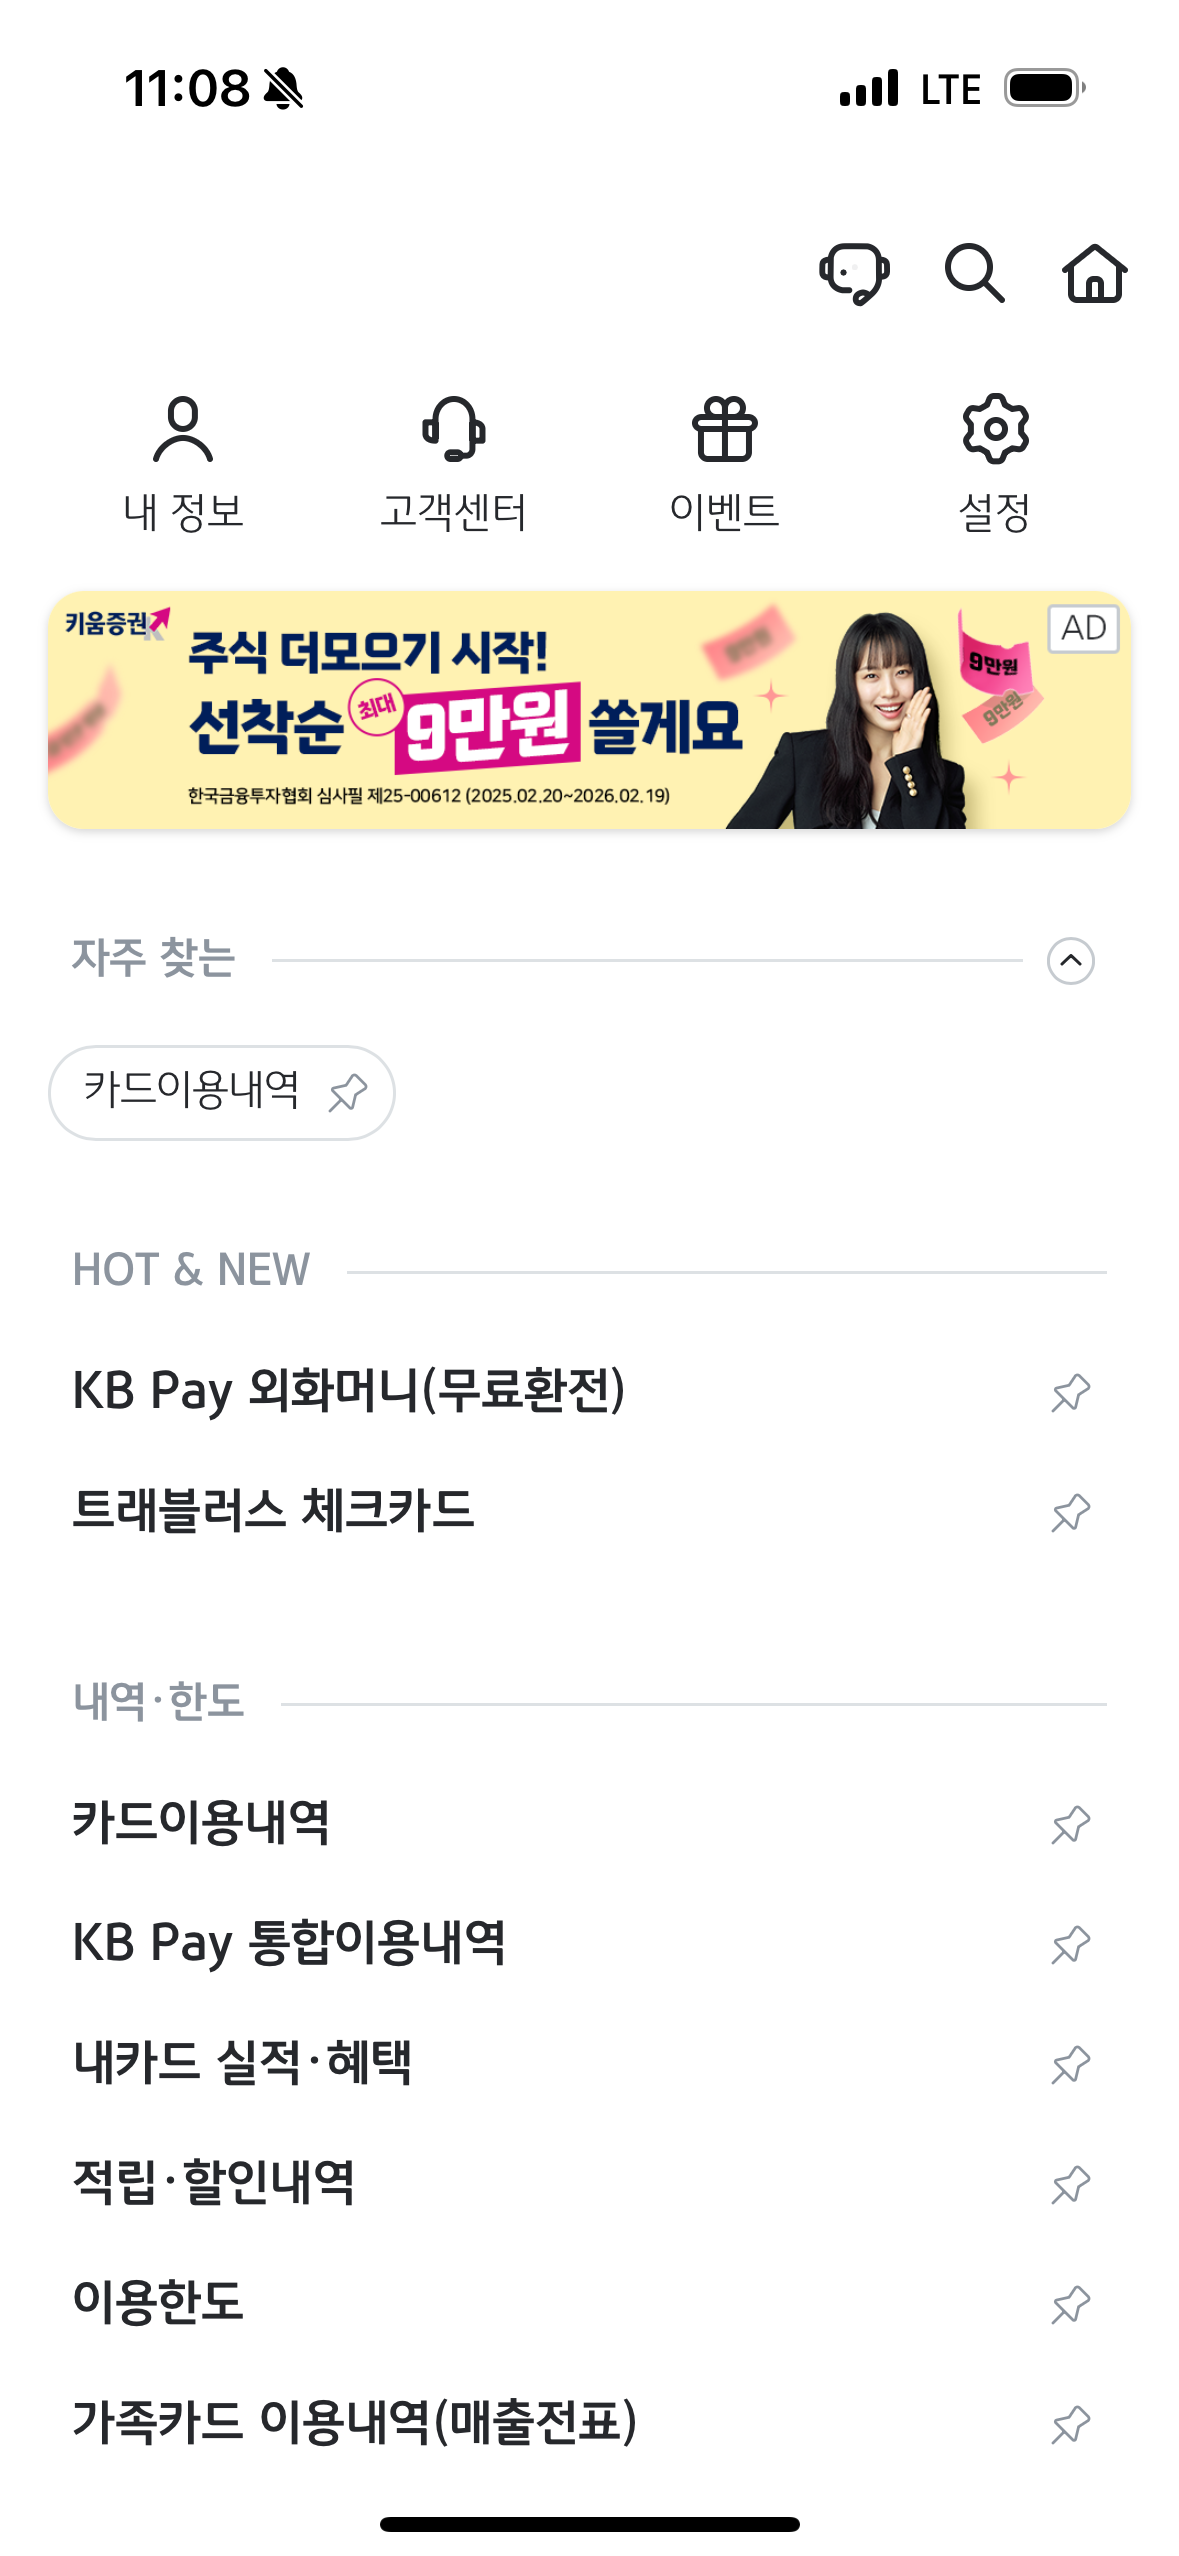 11:08
LTE
내 정보
고객센터
이벤트
설정
키움증권
AD
주식 더모으기 시작!
선착순 최대 9만원 쏠게요
9만원
9만원
한국금융투자협회 심사필 제25-00612 (2025.02.20~2026.02.19)
자주 찾는
카드이용내역
HOT & NEW
KB Pay 외화머니(무료환전)
트래블러스 체크카드
내역·한도
카드이용내역
KB Pay 통합이용내역
내카드 실적·혜택
적립·할인내역
이용한도
가족카드 이용내역(매출전표)